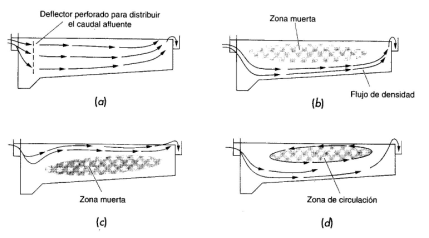 Deflector perforado para distribuir
el caudal afluente
Zona muerta
Flujo de densidad
(a)
(b)
Zona muerta
Zona de circulación
(c)
(d)